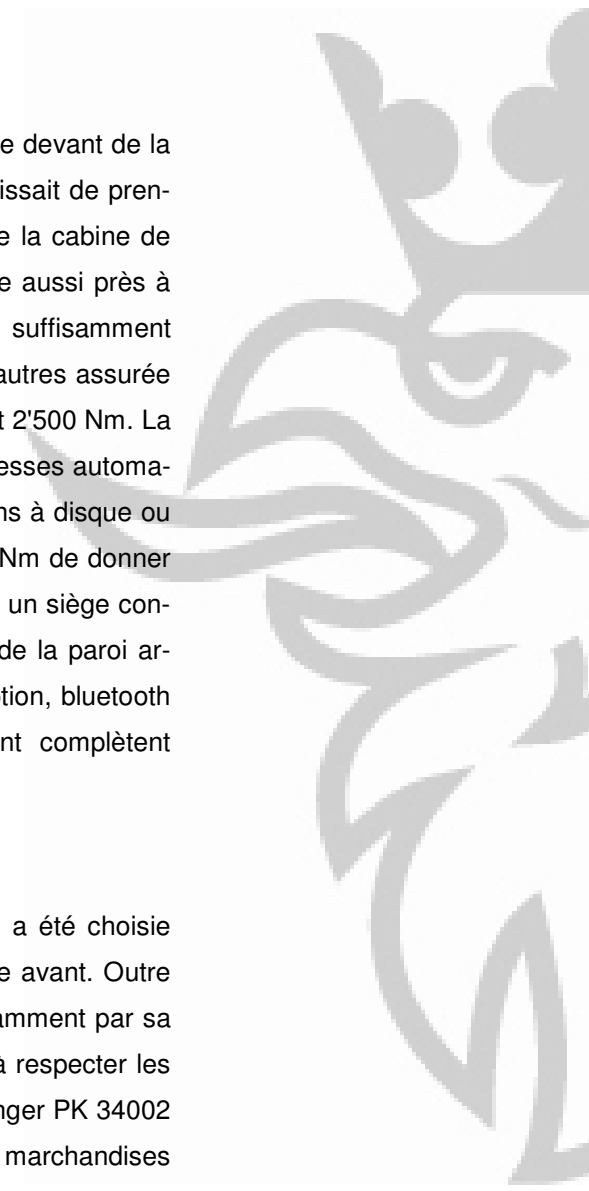 e devant de la
issait de pren-
e la cabine de
e aussi près à
suffisamment
autres assurée
t 2'500 Nm. La
esses automa-
ns à disque ou
Nm de donner
un siège con-
de la paroi ar-
tion, bluetooth
nt complètent
a été choisie
e avant. Outre
amment par sa
à respecter les
nger PK 34002
marchandises